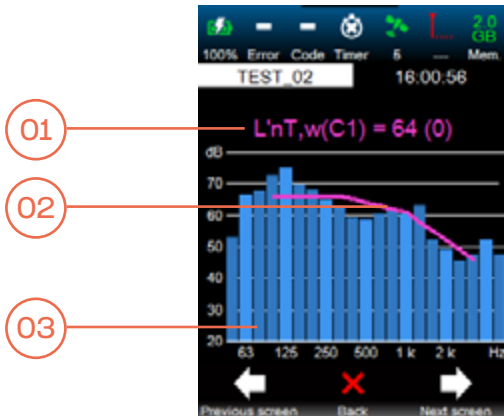 2.0
GB
100% Error Code Timer 5 --- Mem.
TEST_02 16:00:56
01 L'nT,w(C1) = 64 (0)
dB
70
02
60
50
40
30
03
20
63 125 250 500 1 k 2 k Hz
Previous screen Back Next screen